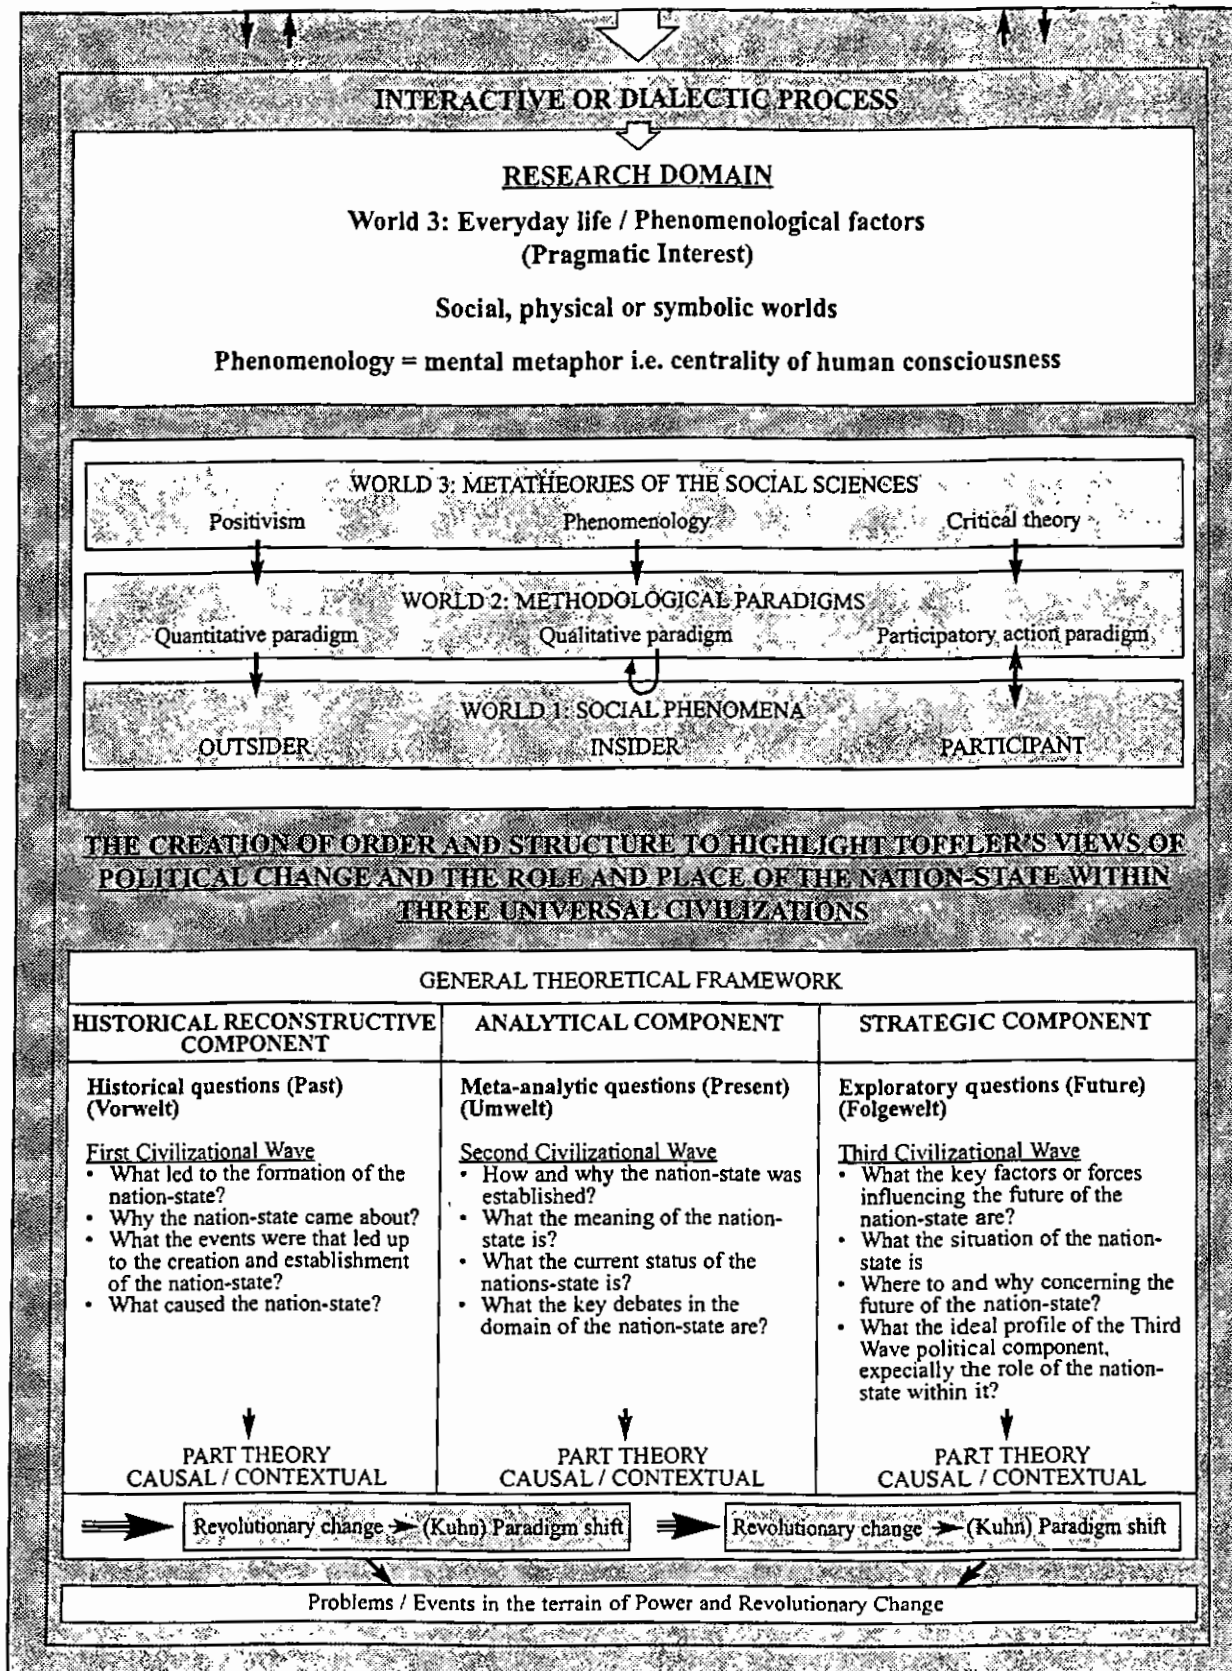 INTERACTIVE OR DIALECTIC PROCESS
RESEARCH DOMAIN
World 3: Everyday life / Phenomenological factors
(Pragmatic Interest)
Social, physical or symbolic worlds
Phenomenology = mental metaphor i.e. centrality of human consciousness
WORLD 3: METATHEORIES OF THE SOCIAL SCIENCES
Positivism Phenomenology Critical theory
WORLD 2: METHODOLOGICAL PARADIGMS
Quantitative paradigm Qualitative paradigm Participatory action paradigm
WORLD 1: SOCIAL PHENOMENA
OUTSIDER INSIDER PARTICIPANT
THE CREATION OF ORDER AND STRUCTURE TO HIGHLIGHT TOFFLER'S VIEWS OF
POLITICAL CHANGE AND THE ROLE AND PLACE OF THE NATION-STATE WITHIN
THREE UNIVERSAL CIVILIZATIONS
GENERAL THEORETICAL FRAMEWORK
HISTORICAL RECONSTRUCTIVE
COMPONENT
Historical questions (Past)
(Vorwelt)
First Civilizational Wave
• What led to the formation of the
nation-state?
• Why the nation-state came about?
• What the events were that led up
to the creation and establishment
of the nation-state?
• What caused the nation-state?
PART THEORY
CAUSAL / CONTEXTUAL
ANALYTICAL COMPONENT
Meta-analytic questions (Present)
(Umwelt)
Second Civilizational Wave
• How and why the nation-state was
established?
• What the meaning of the nation-
state is?
• What the current status of the
nations-state is?
• What the key debates in the
domain of the nation-state are?
PART THEORY
CAUSAL / CONTEXTUAL
STRATEGIC COMPONENT
Exploratory questions (Future)
(Folgewelt)
Third Civilizational Wave
• What the key factors or forces
influencing the future of the
nation-state are?
• What the situation of the nation-
state is
• Where to and why concerning the
future of the nation-state?
• What the ideal profile of the Third
Wave political component,
expecially the role of the nation-
state within it?
PART THEORY
CAUSAL / CONTEXTUAL
Revolutionary change (Kuhn) Paradigm shift Revolutionary change (Kuhn) Paradigm shift
Problems / Events in the terrain of Power and Revolutionary Change